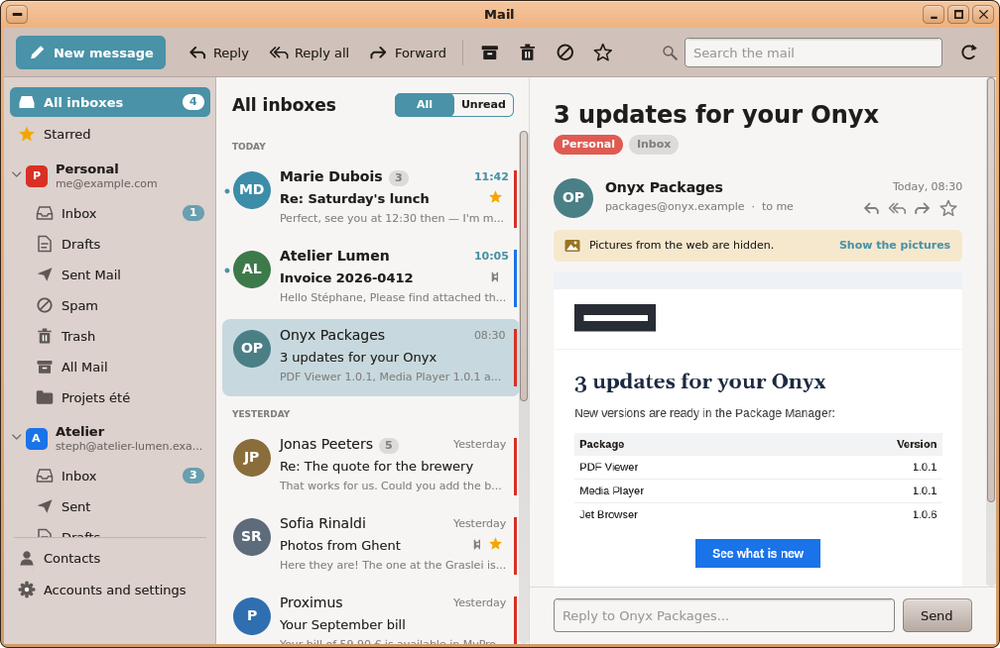 Mail
New message
Reply
Reply all
Forward
Search the mail
All inboxes 4
Starred
Personal
me@example.com
Inbox 1
Drafts
Sent Mail
Spam
Trash
All Mail
Projets été
Atelier
steph@atelier-lumen.exa...
Inbox 3
Sent
Drafts
Contacts
Accounts and settings
All inboxes
All Unread
TODAY
MD
Marie Dubois 3 11:42
Re: Saturday's lunch
Perfect, see you at 12:30 then — I'm m...
AL
Atelier Lumen 10:05
Invoice 2026-0412
Hello Stéphane, Please find attached th...
OP
Onyx Packages 08:30
3 updates for your Onyx
PDF Viewer 1.0.1, Media Player 1.0.1 a...
YESTERDAY
JP
Jonas Peeters 5 Yesterday
Re: The quote for the brewery
That works for us. Could you add the b...
SR
Sofia Rinaldi Yesterday
Photos from Ghent
Here they are! The one at the Graslei is...
P
Proximus Yesterday
Your September bill
Your bill of 59.90 € is available in MyPro...
3 updates for your Onyx
Personal Inbox
OP
Onyx Packages Today, 08:30
packages@onyx.example · to me
Pictures from the web are hidden. Show the pictures
3 updates for your Onyx
New versions are ready in the Package Manager:
Package Version
PDF Viewer 1.0.1
Media Player 1.0.1
Jet Browser 1.0.6
See what is new
Reply to Onyx Packages...
Send